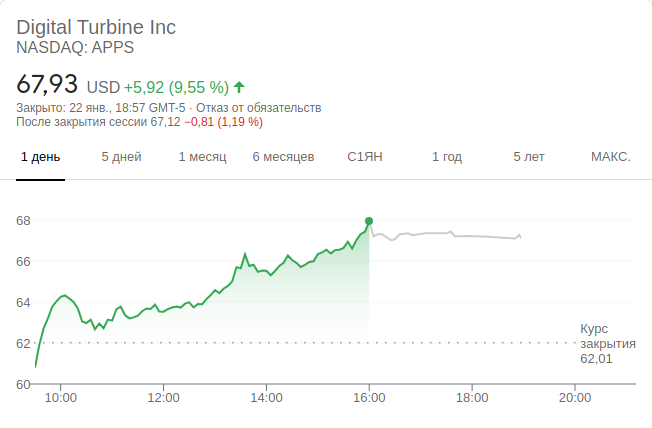 Digital Turbine Inc
NASDAQ: APPS
67,93 USD +5,92 (9,55 %)
Закрыто: 22 янв., 18:57 GMT-5 · Отказ от обязательств
После закрытия сессии 67,12 −0,81 (1,19 %)
1 день 5 дней 1 месяц 6 месяцев С1ЯН 1 год 5 лет МАКС.
68
66
64
62
60
Курс
закрытия
62,01
10:00 12:00 14:00 16:00 18:00 20:00